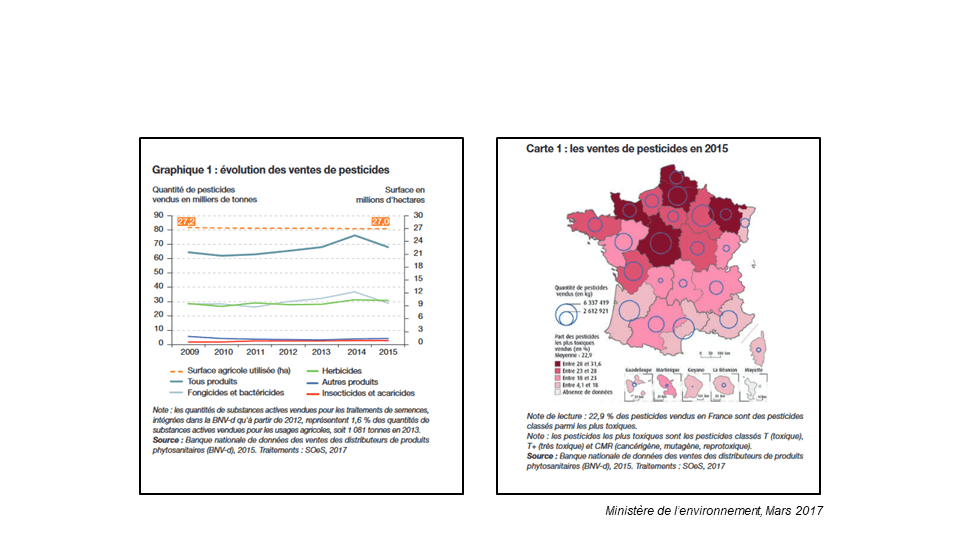 Graphique 1 : évolution des ventes de pesticides
Quantité de pesticides
vendus en milliers de tonnes
Surface en
millions d'hectares
90
80
70
60
50
40
30
20
10
0
27,2
27,0
30
27
24
21
18
15
12
9
6
3
0
2009 2010 2011 2012 2013 2014 2015
Surface agricole utilisée (ha)
Tous produits
Fongicides et bactéricides
Herbicides
Autres produits
Insecticides et acaricides
Note : les quantités de substances actives vendues pour les traitements de semences,
intégrées dans la BNV-d qu'à partir de 2012, représentent 1,6 % des quantités de
substances actives vendues pour les usages agricoles, soit 1 081 tonnes en 2013.
Source : Banque nationale de données des ventes des distributeurs de produits
phytosanitaires (BNV-d), 2015. Traitements : SOeS, 2017
Carte 1 : les ventes de pesticides en 2015
Quantité de pesticides
vendus (en kg)
6 337 419
2 612 921
Part des pesticides
les plus toxiques
vendus (en %)
Moyenne : 22,9
Entre 28 et 31,6
Entre 23 et 28
Entre 18 et 23
Entre 4,1 et 18
Absence de données
0 50 100 km
Guadeloupe Martinique Guyane La Réunion Mayotte
Note de lecture : 22,9 % des pesticides vendus en France sont des pesticides
classés parmi les plus toxiques.
Note : les pesticides les plus toxiques sont les pesticides classés T (toxique),
T+ (très toxique) et CMR (cancérigène, mutagène, reprotoxique).
Source : Banque nationale de données des ventes de distributeurs de produits
phytosanitaires (BNV-d), 2015. Traitements : SOeS, 2017
Ministère de l'environnement, Mars 2017